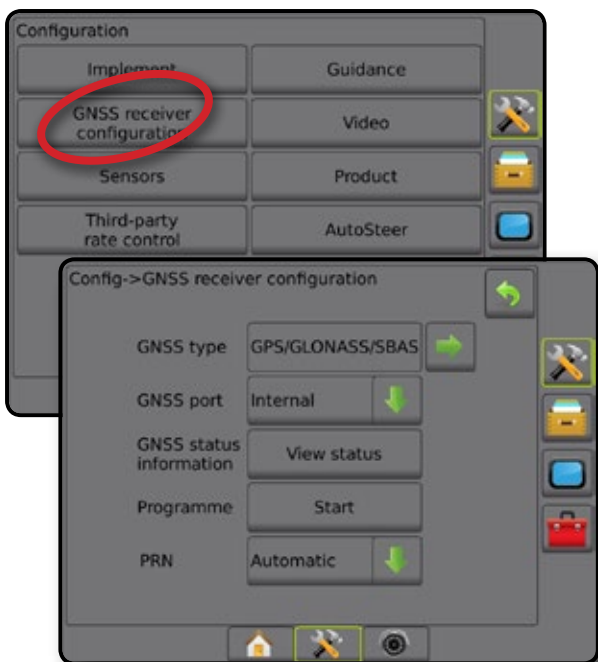 Configuration
Implement Guidance
GNSS receiver
configuration Video
Sensors Product
Third-party
rate control AutoSteer
Config->GNSS receiver configuration
GNSS type GPS/GLONASS/SBAS
GNSS port Internal
GNSS status
information View status
Programme Start
PRN Automatic